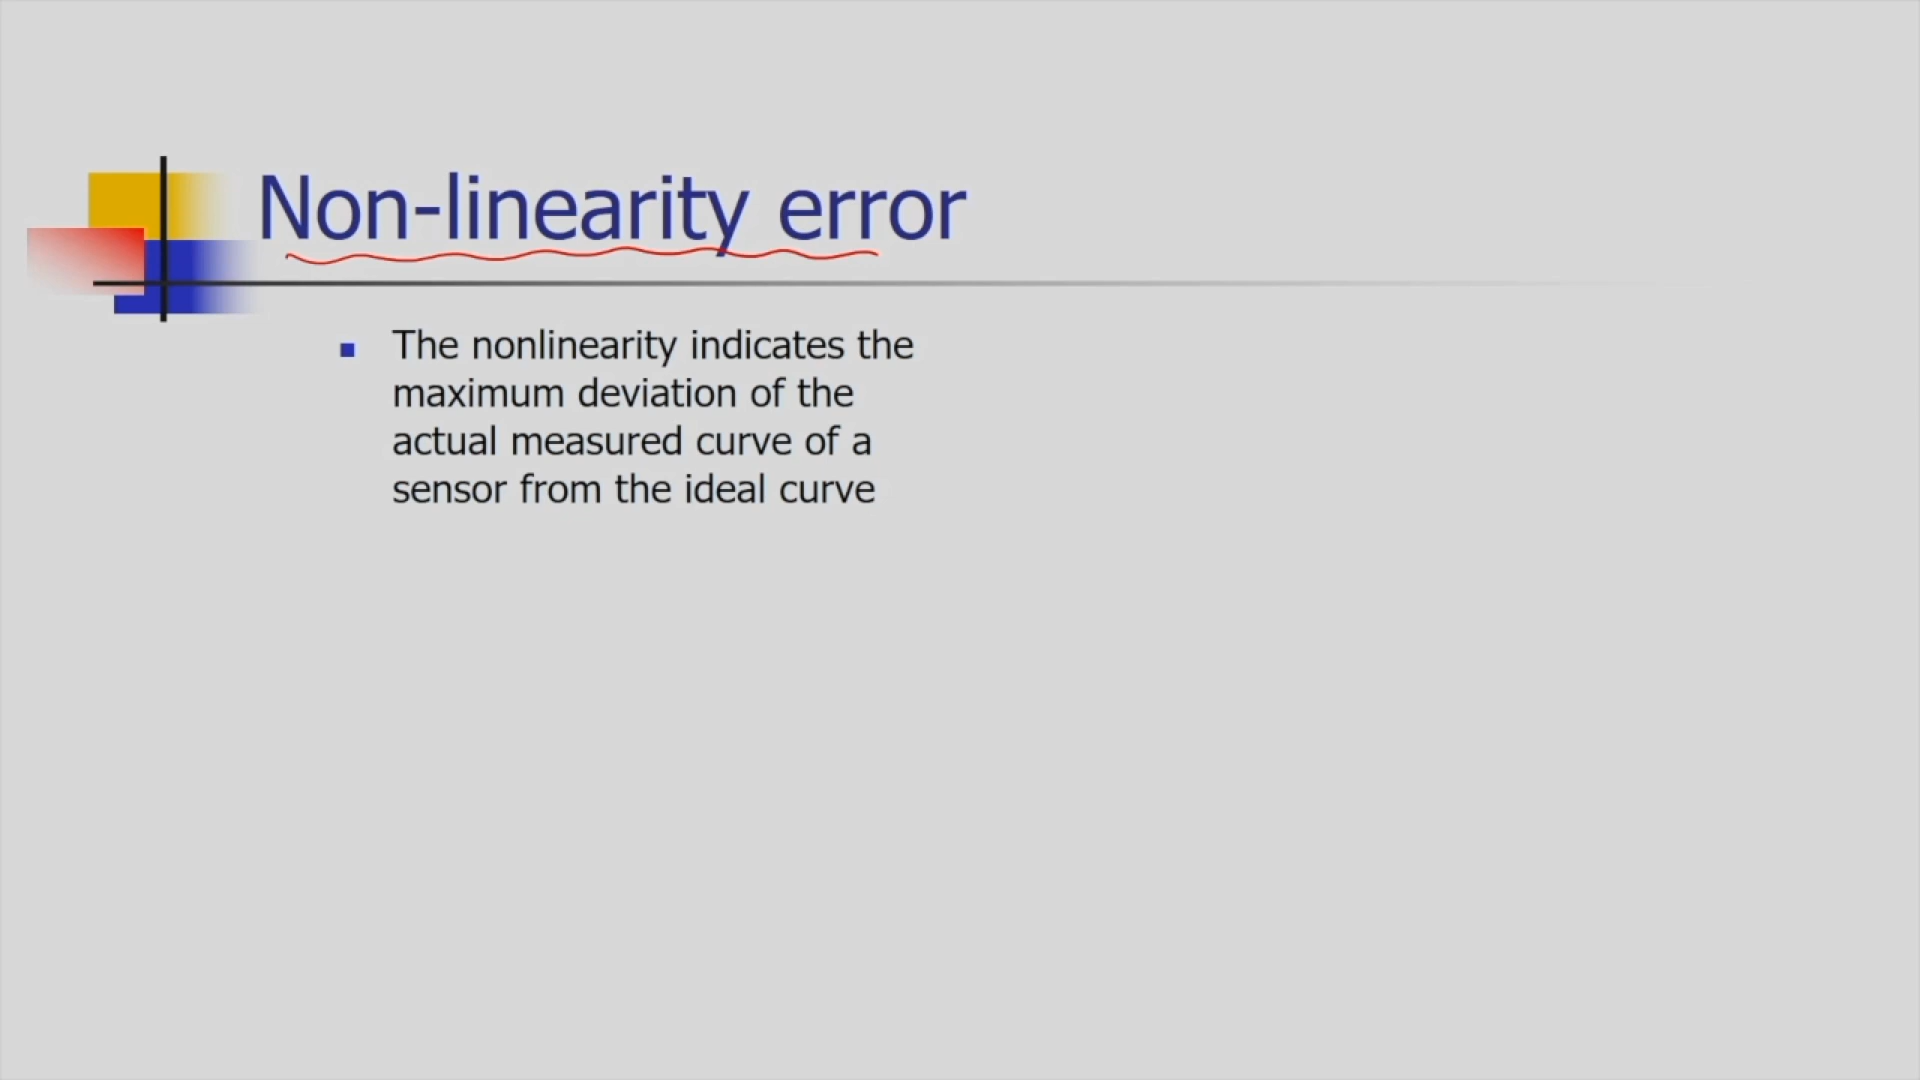 Non-linearity error
The nonlinearity indicates the
maximum deviation of the
actual measured curve of a
sensor from the ideal curve